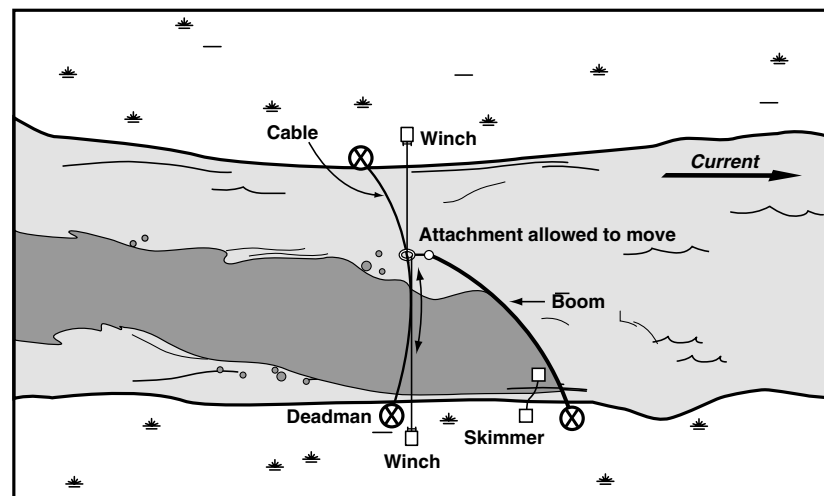 Cable
Winch
Current
Attachment allowed to move
Boom
Deadman
Skimmer
Winch